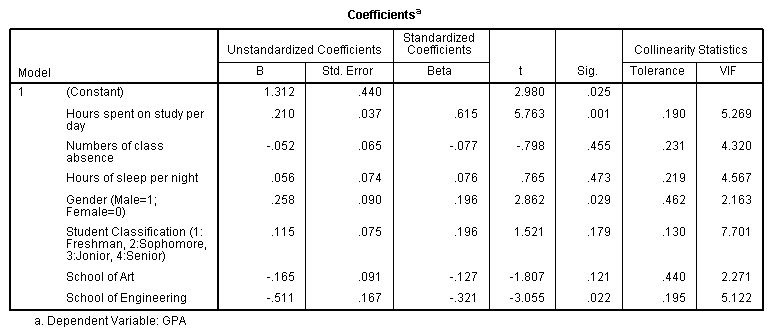 Coefficientsa
Unstandardized Coefficients Standardized Coefficients Collinearity Statistics
Model B Std. Error Beta t Sig. Tolerance VIF
1 (Constant) 1.312 .440 2.980 .025
Hours spent on study per day .210 .037 .615 5.763 .001 .190 5.269
Numbers of class absence -.052 .065 -.077 -.798 .455 .231 4.320
Hours of sleep per night .056 .074 .076 .765 .473 .219 4.567
Gender (Male=1; Female=0) .258 .090 .196 2.862 .029 .462 2.163
Student Classification (1: Freshman, 2:Sophomore, 3:Jonior, 4:Senior) .115 .075 .196 1.521 .179 .130 7.701
School of Art -.165 .091 -.127 -1.807 .121 .440 2.271
School of Engineering -.511 .167 -.321 -3.055 .022 .195 5.122
a. Dependent Variable: GPA